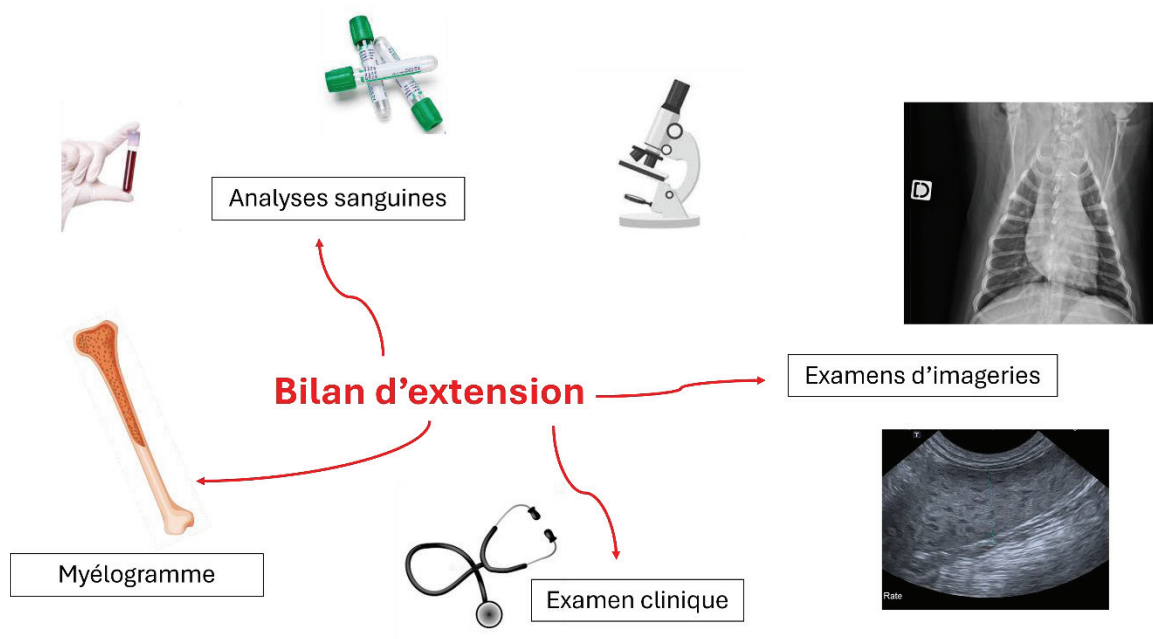 Analyses sanguines
D
Bilan d'extension
Examens d'imageries
T
Myélogramme
Examen clinique
Rate